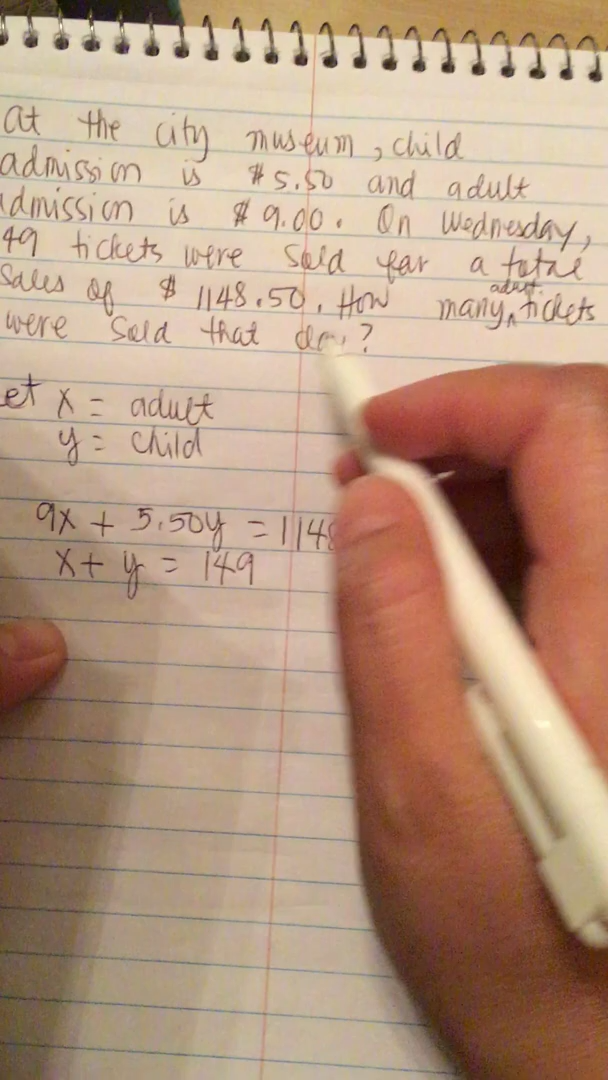 at the city museum, child
admission is $5.50 and adult
admission is $9.00. On Wednesday,
49 tickets were sold for a total
sales of $1148.50. How many adult tickets
were sold that day?
et x = adult
y = child
9x + 5.50y = 1148
x + y = 149